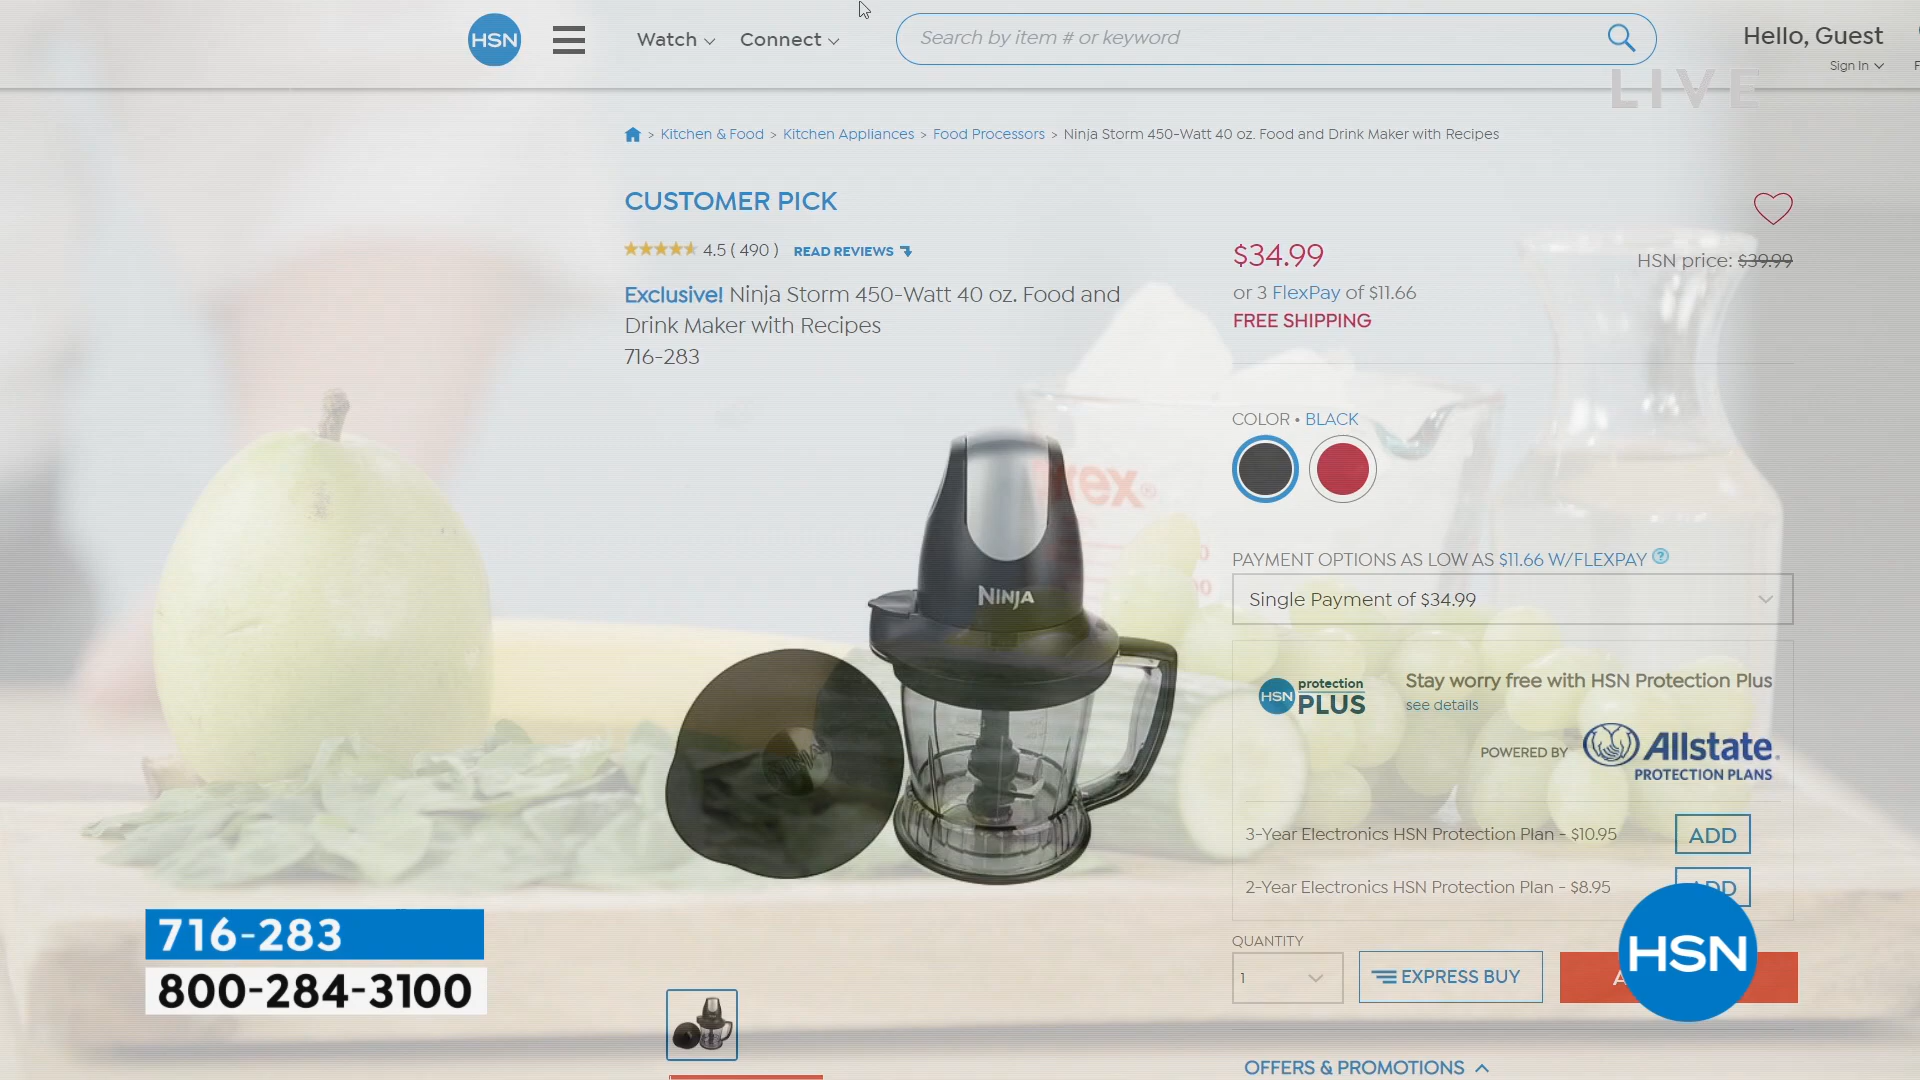 HSN
Watch
Connect
Search by item # or keyword
Hello, Guest
Sign In
LIVE
> Kitchen & Food > Kitchen Appliances > Food Processors > Ninja Storm 450-Watt 40 oz. Food and Drink Maker with Recipes
CUSTOMER PICK
4.5 ( 490 ) READ REVIEWS
Exclusive! Ninja Storm 450-Watt 40 oz. Food and
Drink Maker with Recipes
716-283
$34.99
HSN price: $39.99
or 3 FlexPay of $11.66
FREE SHIPPING
COLOR • BLACK
PAYMENT OPTIONS AS LOW AS $11.66 W/FLEXPAY ?
Single Payment of $34.99
NINJA
NINJA
HSN protection PLUS
Stay worry free with HSN Protection Plus
see details
POWERED BY Allstate
PROTECTION PLANS
3-Year Electronics HSN Protection Plan - $10.95 ADD
2-Year Electronics HSN Protection Plan - $8.95 ADD
QUANTITY
1
EXPRESS BUY
HSN
OFFERS & PROMOTIONS
716-283
800-284-3100